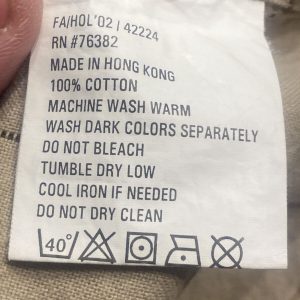 FA/HOL'02 | 42224
RN #76382
MADE IN HONG KONG
100% COTTON
MACHINE WASH WARM
WASH DARK COLORS SEPARATELY
DO NOT BLEACH
TUMBLE DRY LOW
COOL IRON IF NEEDED
DO NOT DRY CLEAN
40°